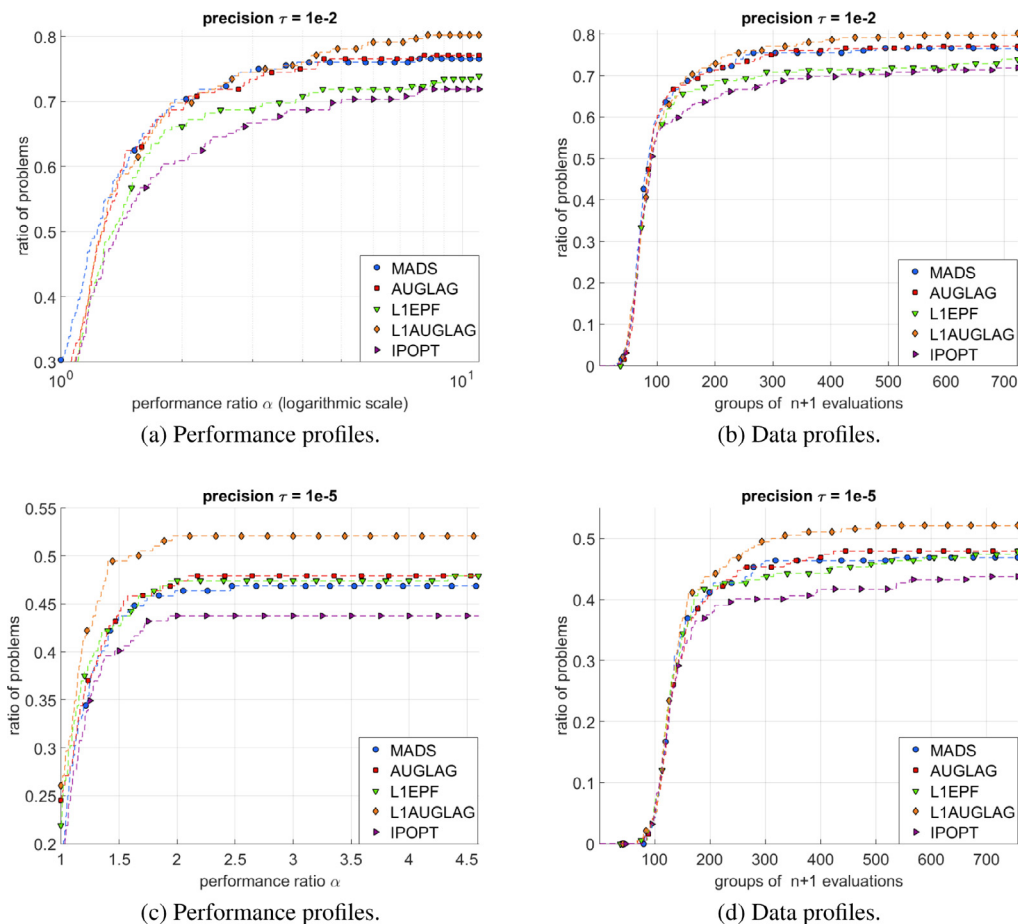 precision τ = 1e-2
0.8
0.7
0.6
0.5
0.4
0.3
ratio of problems
MADS
AUGLAG
L1EPF
L1AUGLAG
IPOPT
10^0
10^1
performance ratio α (logarithmic scale)
(a) Performance profiles.
precision τ = 1e-2
0.8
0.7
0.6
0.5
0.4
0.3
0.2
0.1
0
ratio of problems
MADS
AUGLAG
L1EPF
L1AUGLAG
IPOPT
100 200 300 400 500 600 700
groups of n+1 evaluations
(b) Data profiles.
precision τ = 1e-5
0.55
0.5
0.45
0.4
0.35
0.3
0.25
0.2
ratio of problems
MADS
AUGLAG
L1EPF
L1AUGLAG
IPOPT
1 1.5 2 2.5 3 3.5 4 4.5
performance ratio α
(c) Performance profiles.
precision τ = 1e-5
0.5
0.4
0.3
0.2
0.1
0
ratio of problems
MADS
AUGLAG
L1EPF
L1AUGLAG
IPOPT
100 200 300 400 500 600 700
groups of n+1 evaluations
(d) Data profiles.